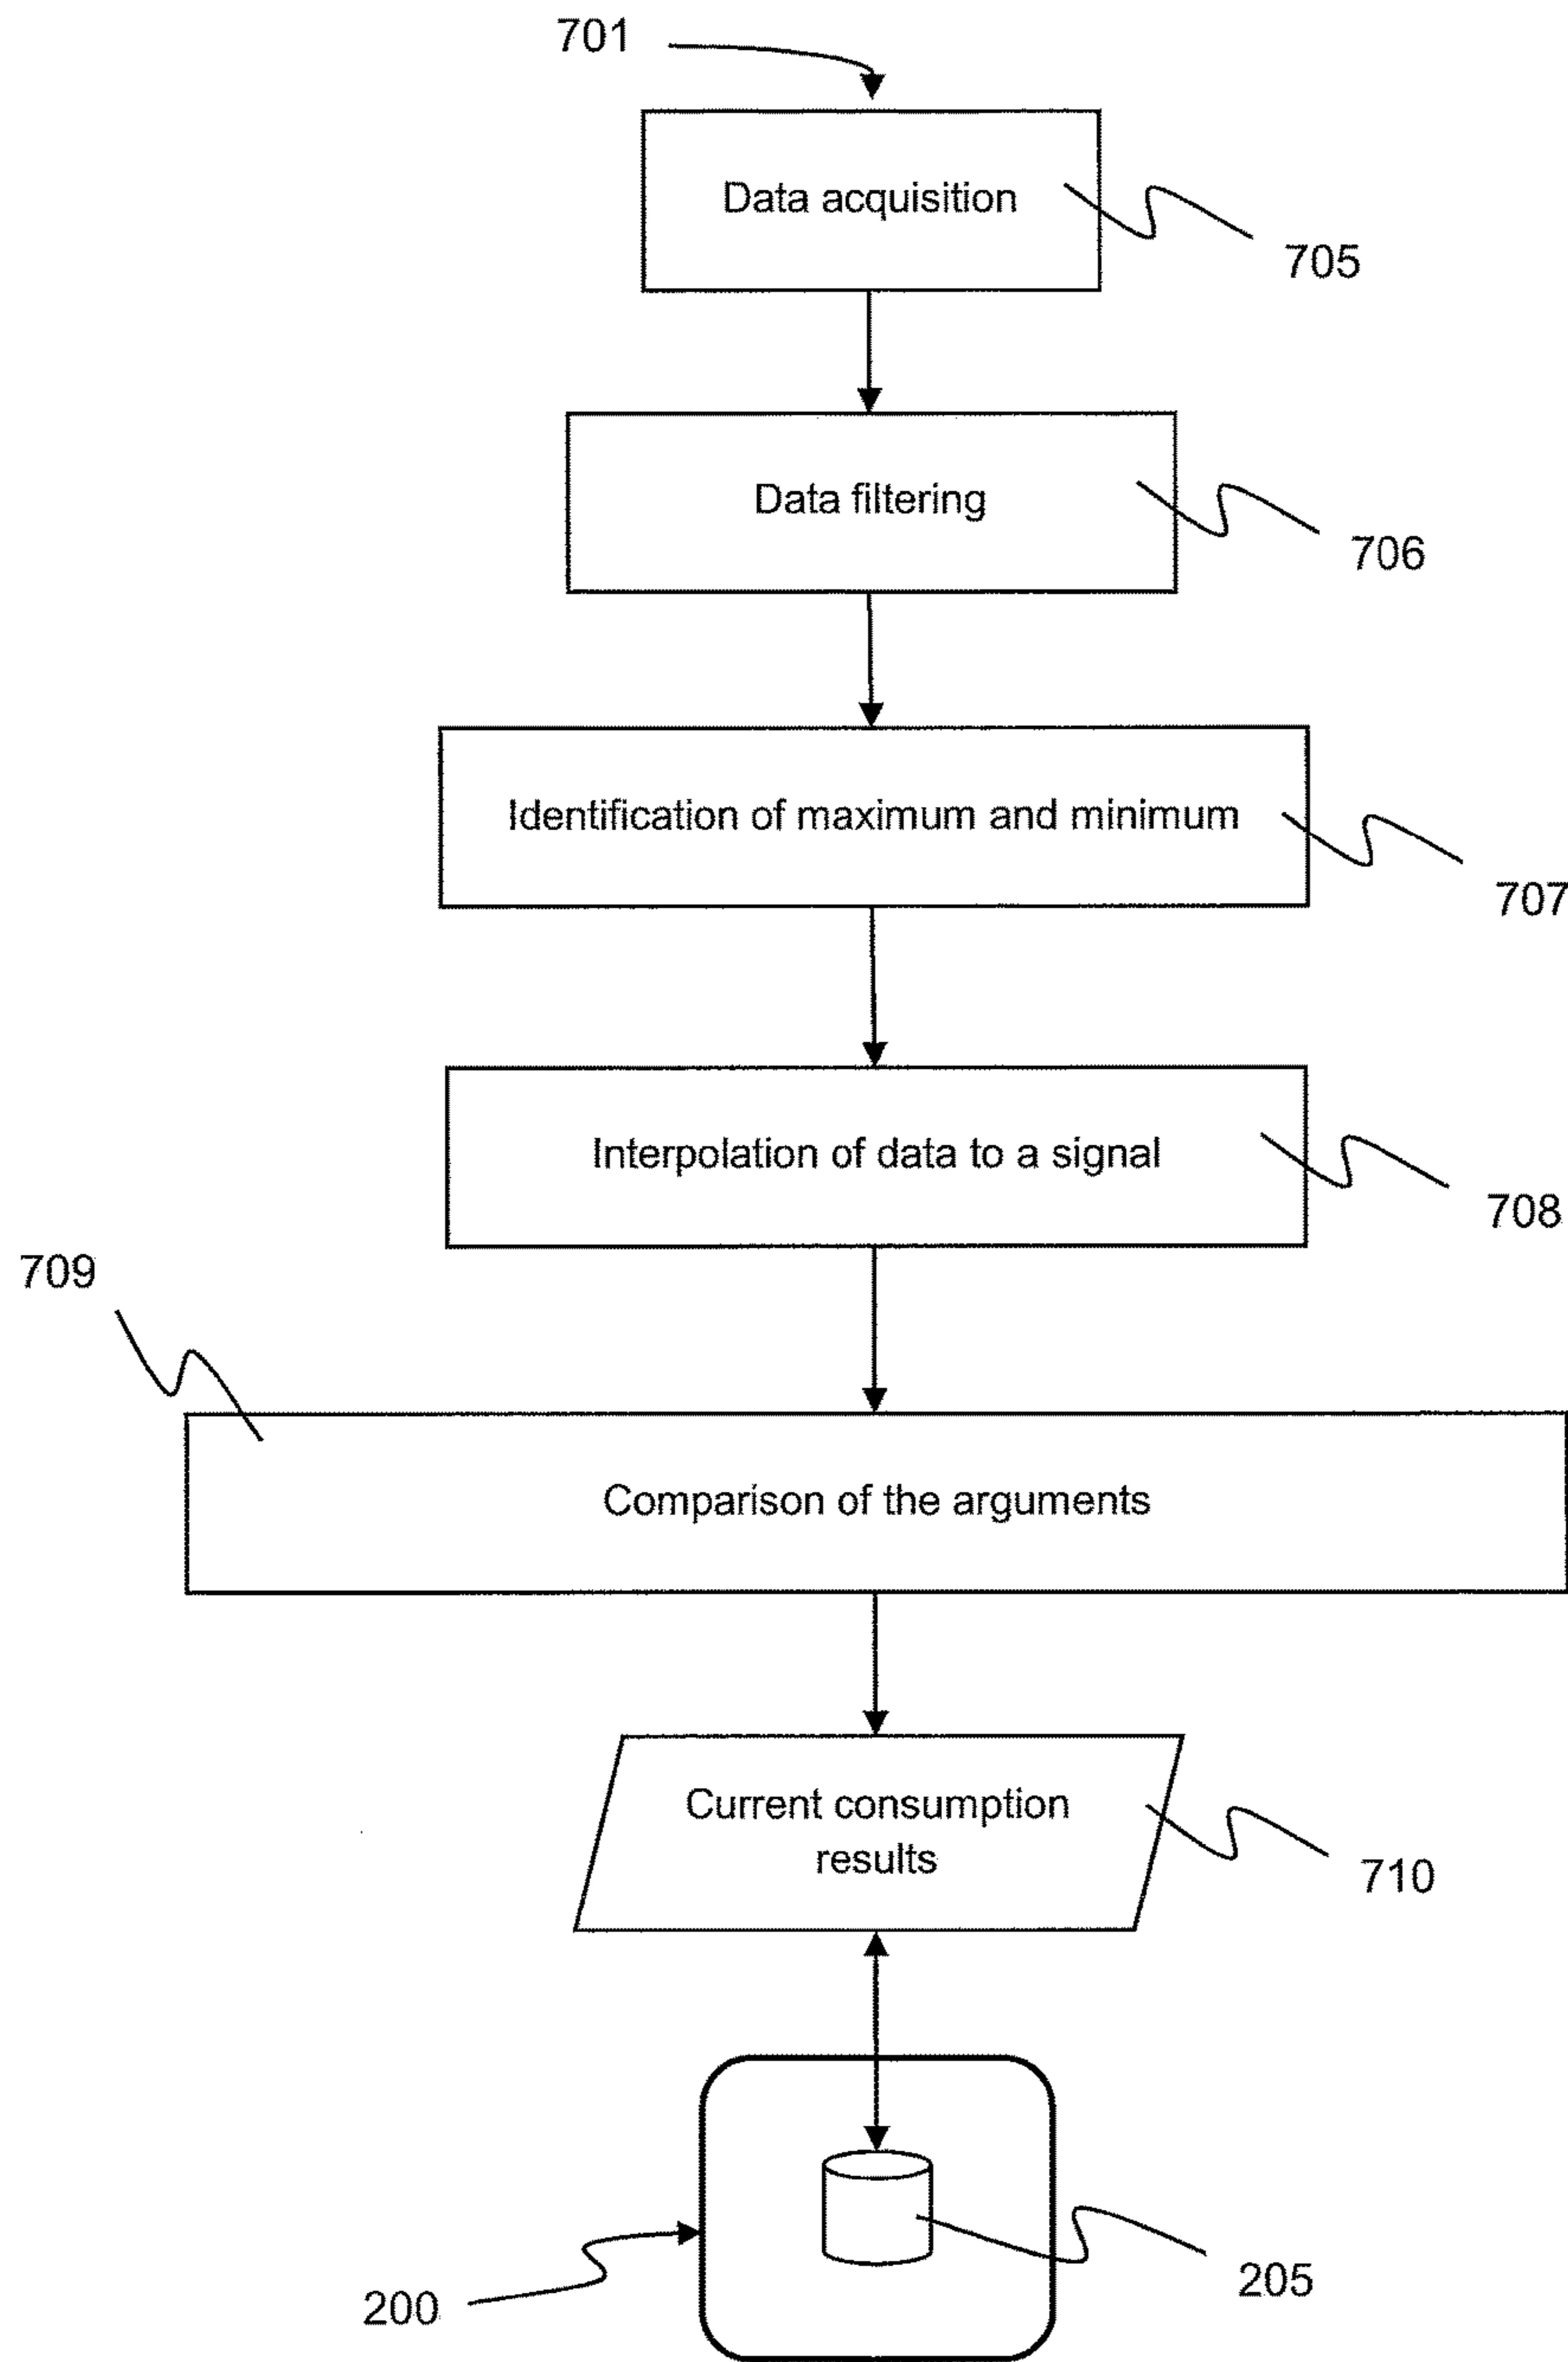 701
Data acquisition
705
Data filtering
706
Identification of maximum and minimum
707
Interpolation of data to a signal
708
709
Comparison of the arguments
Current consumption
results
710
205
200